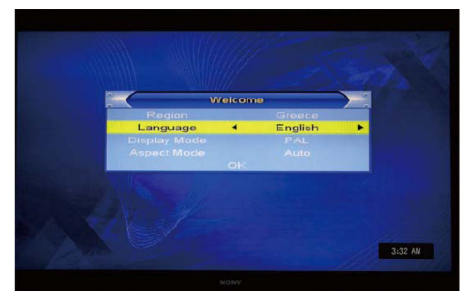 Welcome
Region Greece
Language English
Display Mode PAL
Aspect Mode Auto
OK
3:32 AM
SONY